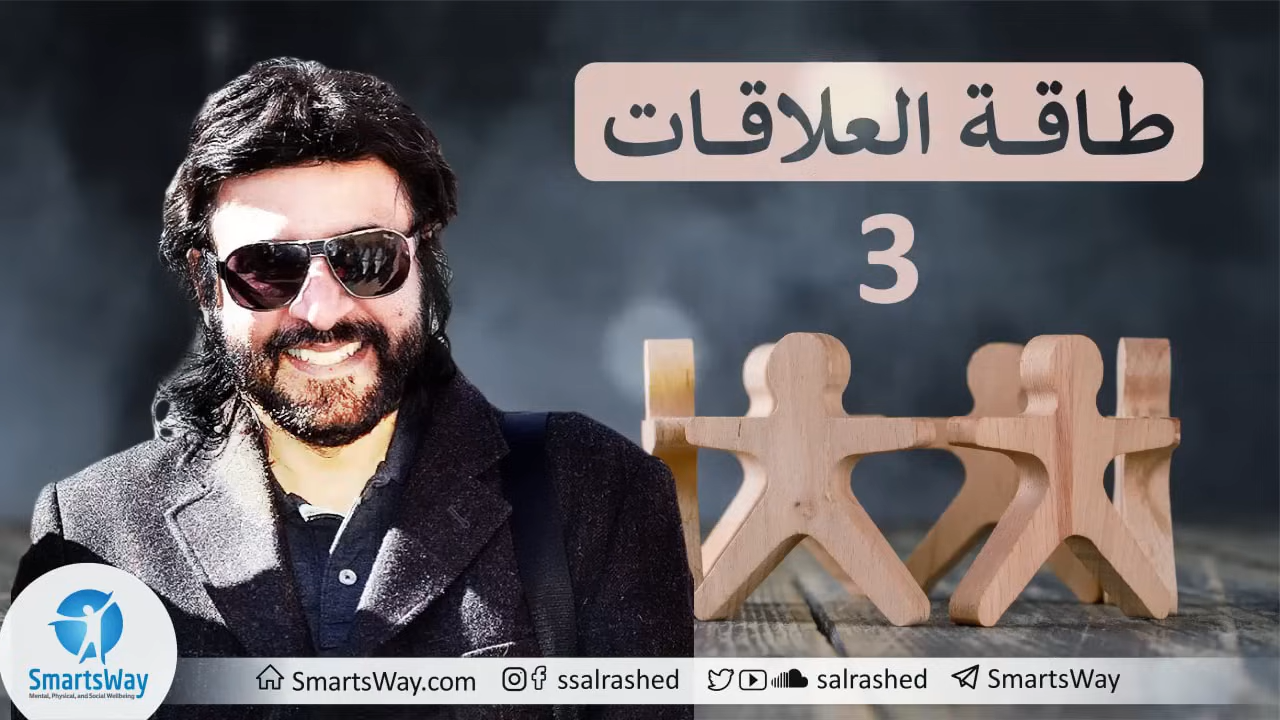 طاقة العلاقات
3
SmartsWay
Mental, Physical, and Social Wellbeing
SmartsWay.com ssalrashed salrashed SmartsWay